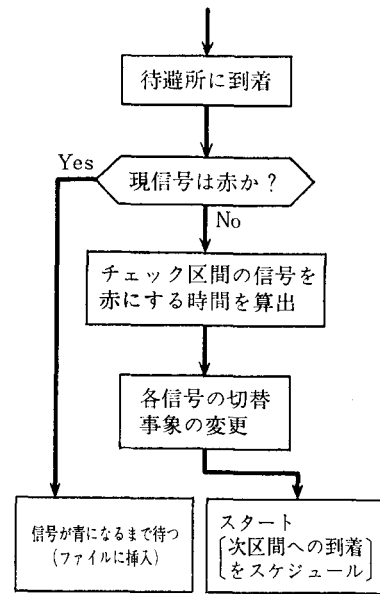 待避所に到着
Yes
現信号は赤か？
No
チェック区間の信号を
赤にする時間を算出
各信号の切替
事象の変更
信号が青になるまで待つ
(ファイルに挿入)
スタート
〔次区間への到着〕
をスケジュール